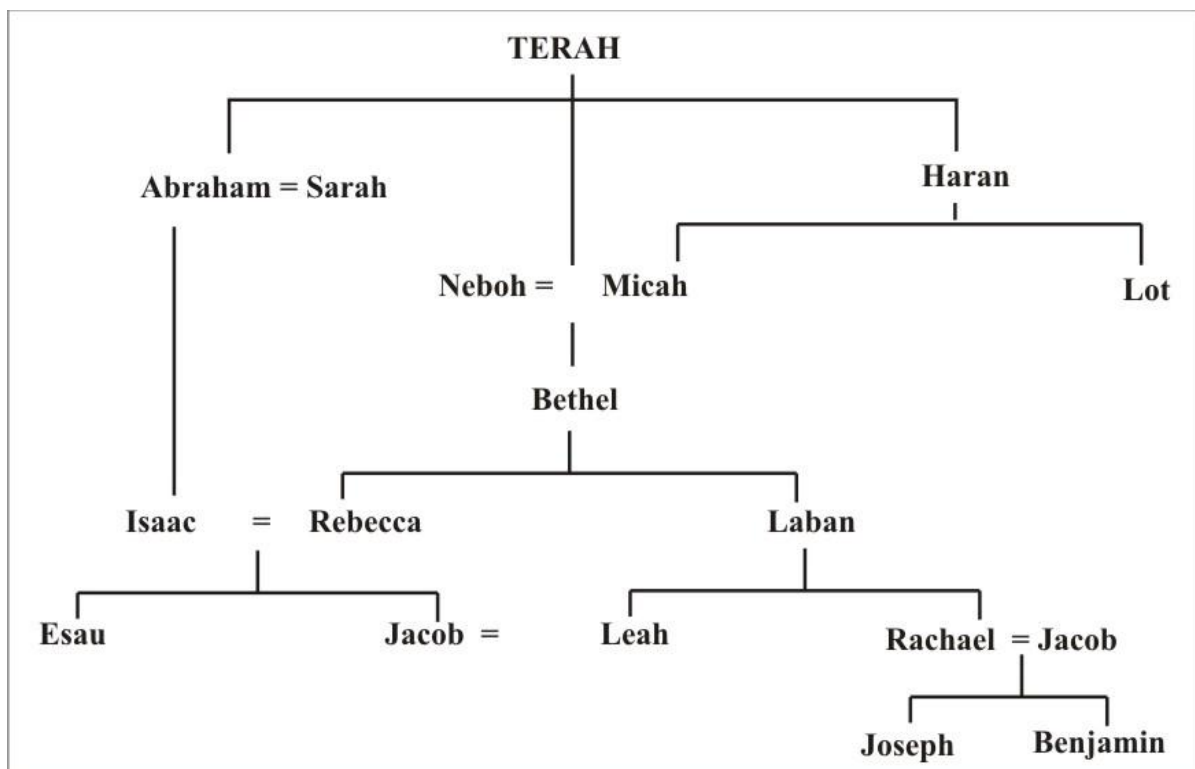 TERAH
Abraham = Sarah
Haran
Neboh = Micah
Lot
Bethel
Isaac = Rebecca
Laban
Esau
Jacob =
Leah
Rachael = Jacob
Joseph
Benjamin